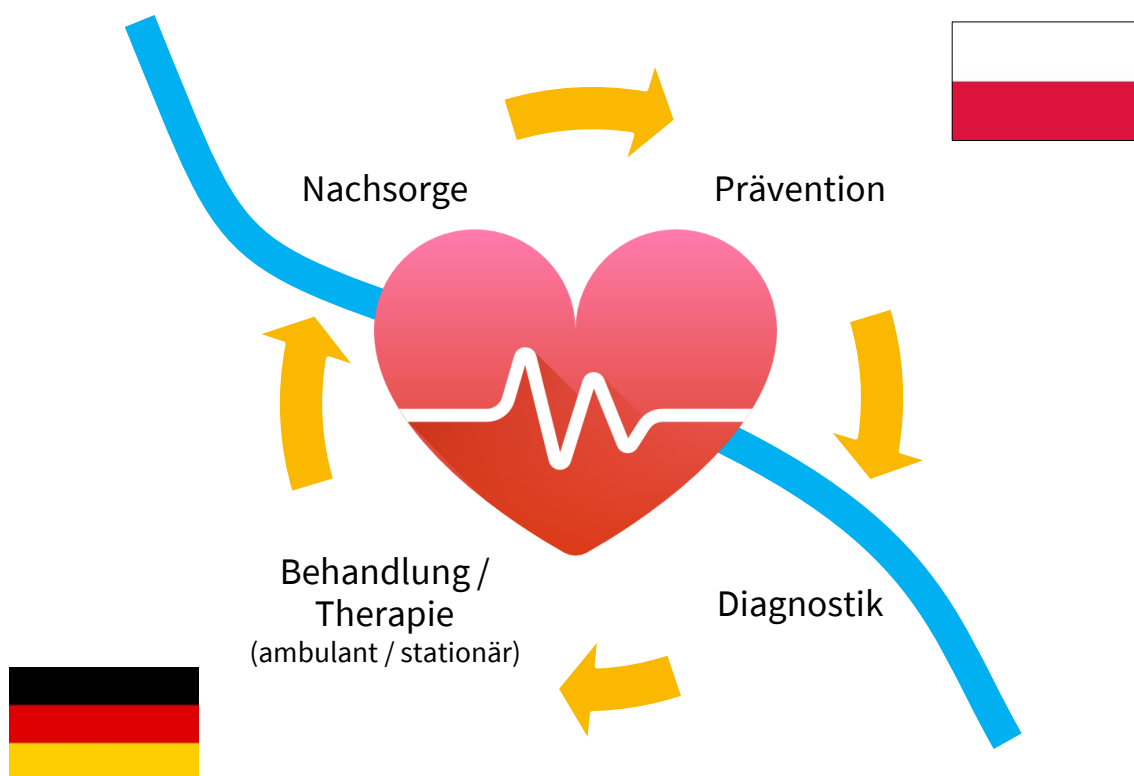 Nachsorge
Prävention
Behandlung /
Therapie
(ambulant / stationär)
Diagnostik